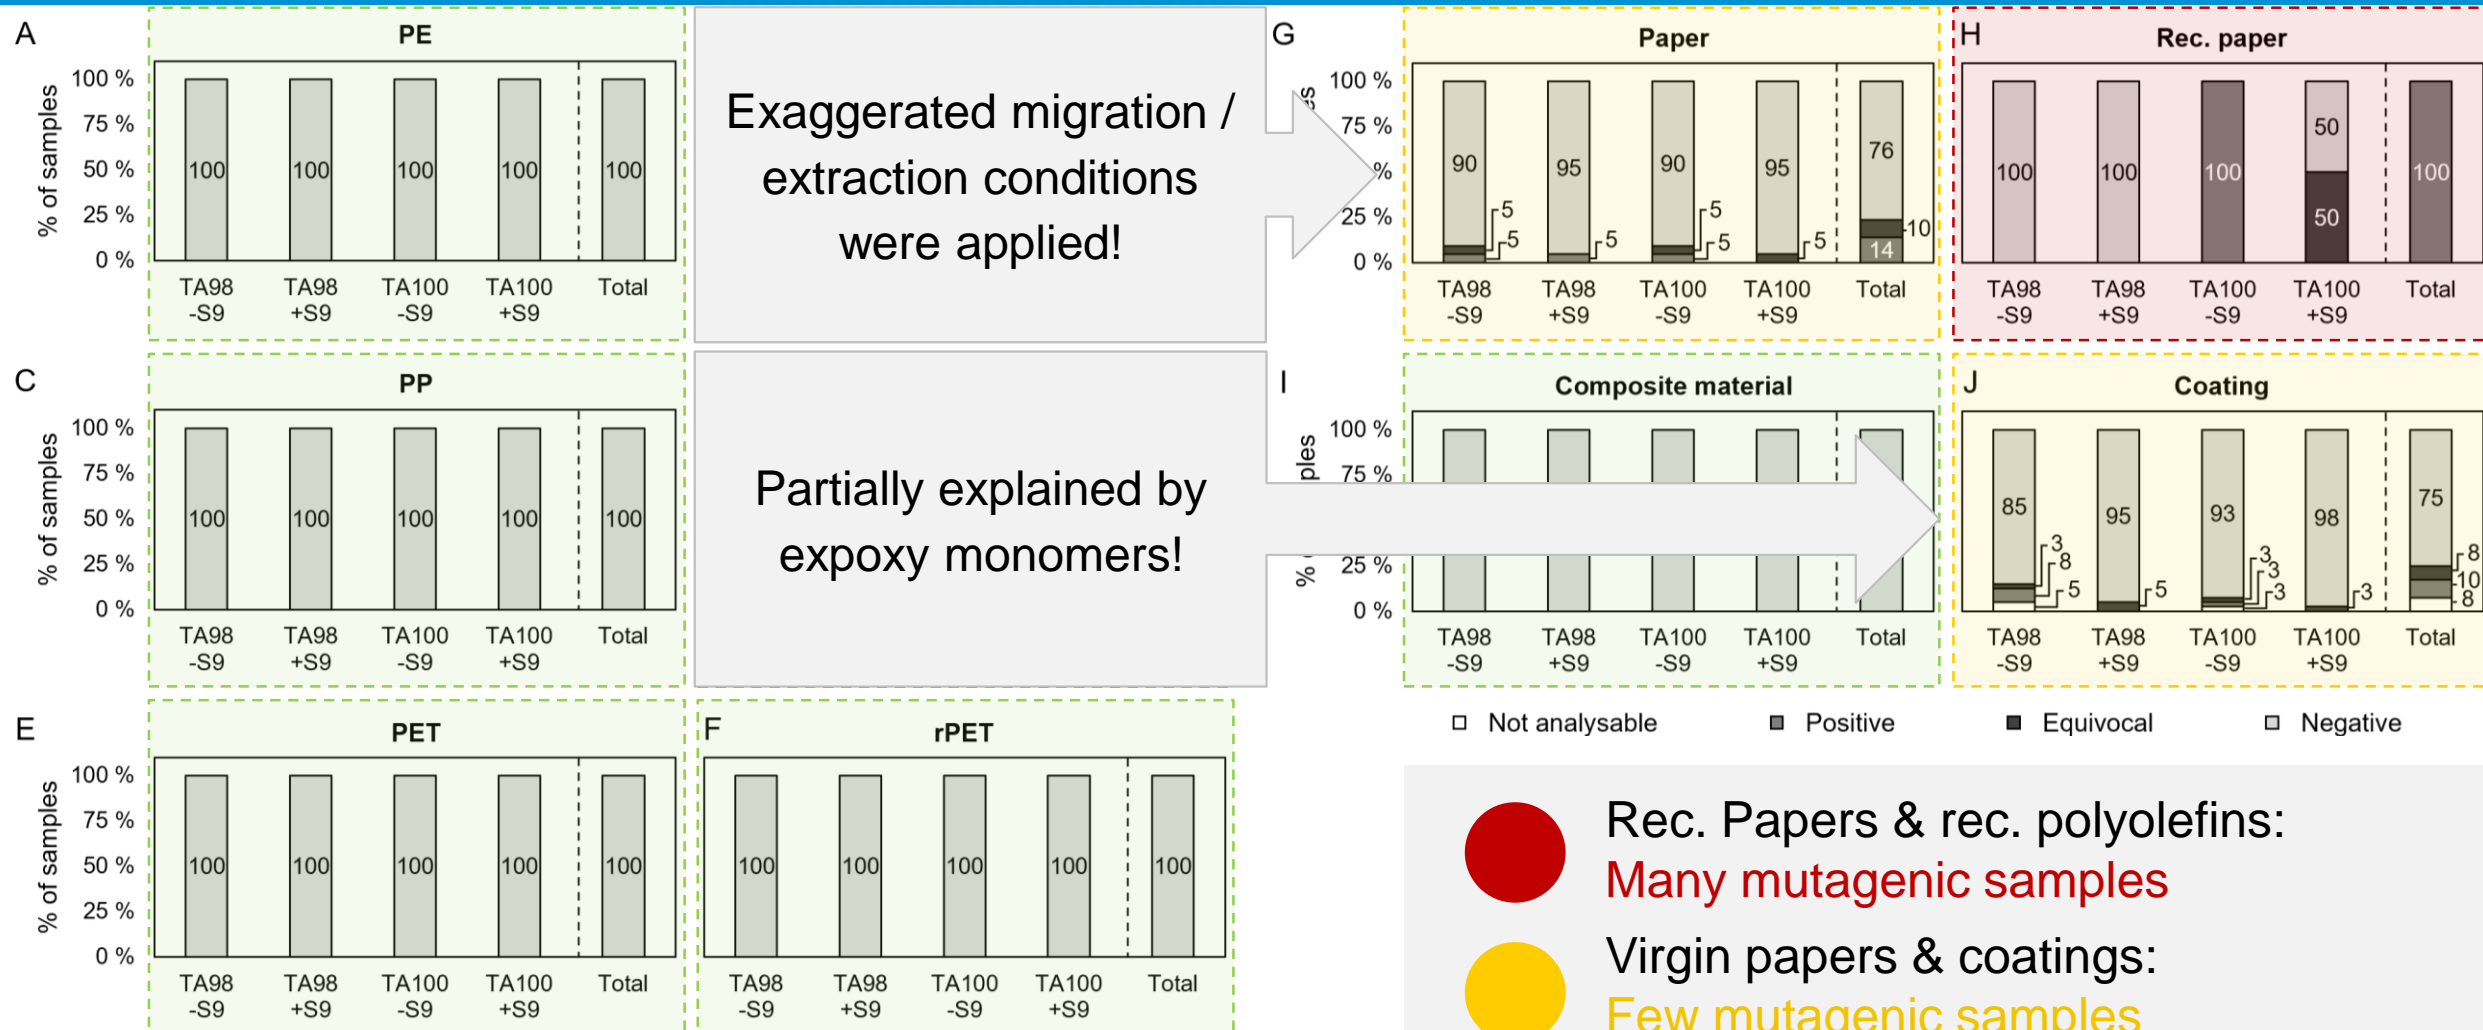 A
PE
100 %
75 %
50 %
25 %
0 %
% of samples
100 100 100 100 100
TA98 TA98 TA100 TA100 Total
-S9 +S9 -S9 +S9
Exaggerated migration /
extraction conditions
were applied!
G
Paper
100 %
75 %
%
25 %
0 %
90 95 90 95 76
5 5 5 5 5 5 10
14
TA98 TA98 TA100 TA100 Total
-S9 +S9 -S9 +S9
H
Rec. paper
100 100 100 50 100
50
TA98 TA98 TA100 TA100 Total
-S9 +S9 -S9 +S9
C
PP
100 %
75 %
50 %
25 %
0 %
% of samples
100 100 100 100 100
TA98 TA98 TA100 TA100 Total
-S9 +S9 -S9 +S9
Partially explained by
expoxy monomers!
I
Composite material
100 %
75 %
25 %
0 %
TA98 TA98 TA100 TA100 Total
-S9 +S9 -S9 +S9
J
Coating
85 95 93 98 75
3 8 5 5 3 3 3 3 8 10 8
TA98 TA98 TA100 TA100 Total
-S9 +S9 -S9 +S9
Not analysable Positive Equivocal Negative
E
PET
100 %
75 %
50 %
25 %
0 %
% of samples
100 100 100 100 100
TA98 TA98 TA100 TA100 Total
-S9 +S9 -S9 +S9
F
rPET
100 100 100 100 100
TA98 TA98 TA100 TA100 Total
-S9 +S9 -S9 +S9
Rec. Papers & rec. polyolefins:
Many mutagenic samples
Virgin papers & coatings:
Few mutagenic samples